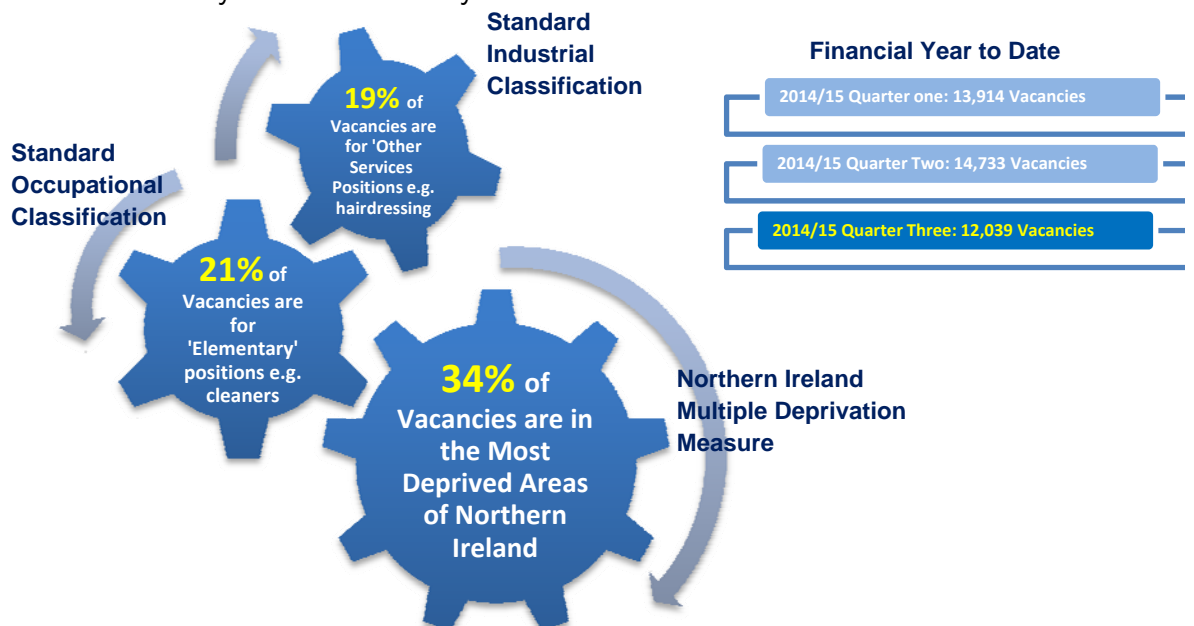 Standard
Industrial
Classification
19% of
Vacancies are
for 'Other
Services
Positions e.g.
hairdressing
Standard
Occupational
Classification
21% of
Vacancies are
for
'Elementary'
positions e.g.
cleaners
34% of
Vacancies are in
the Most
Deprived Areas
of Northern
Ireland
Northern Ireland
Multiple Deprivation
Measure
Financial Year to Date
2014/15 Quarter one: 13,914 Vacancies
2014/15 Quarter Two: 14,733 Vacancies
2014/15 Quarter Three: 12,039 Vacancies